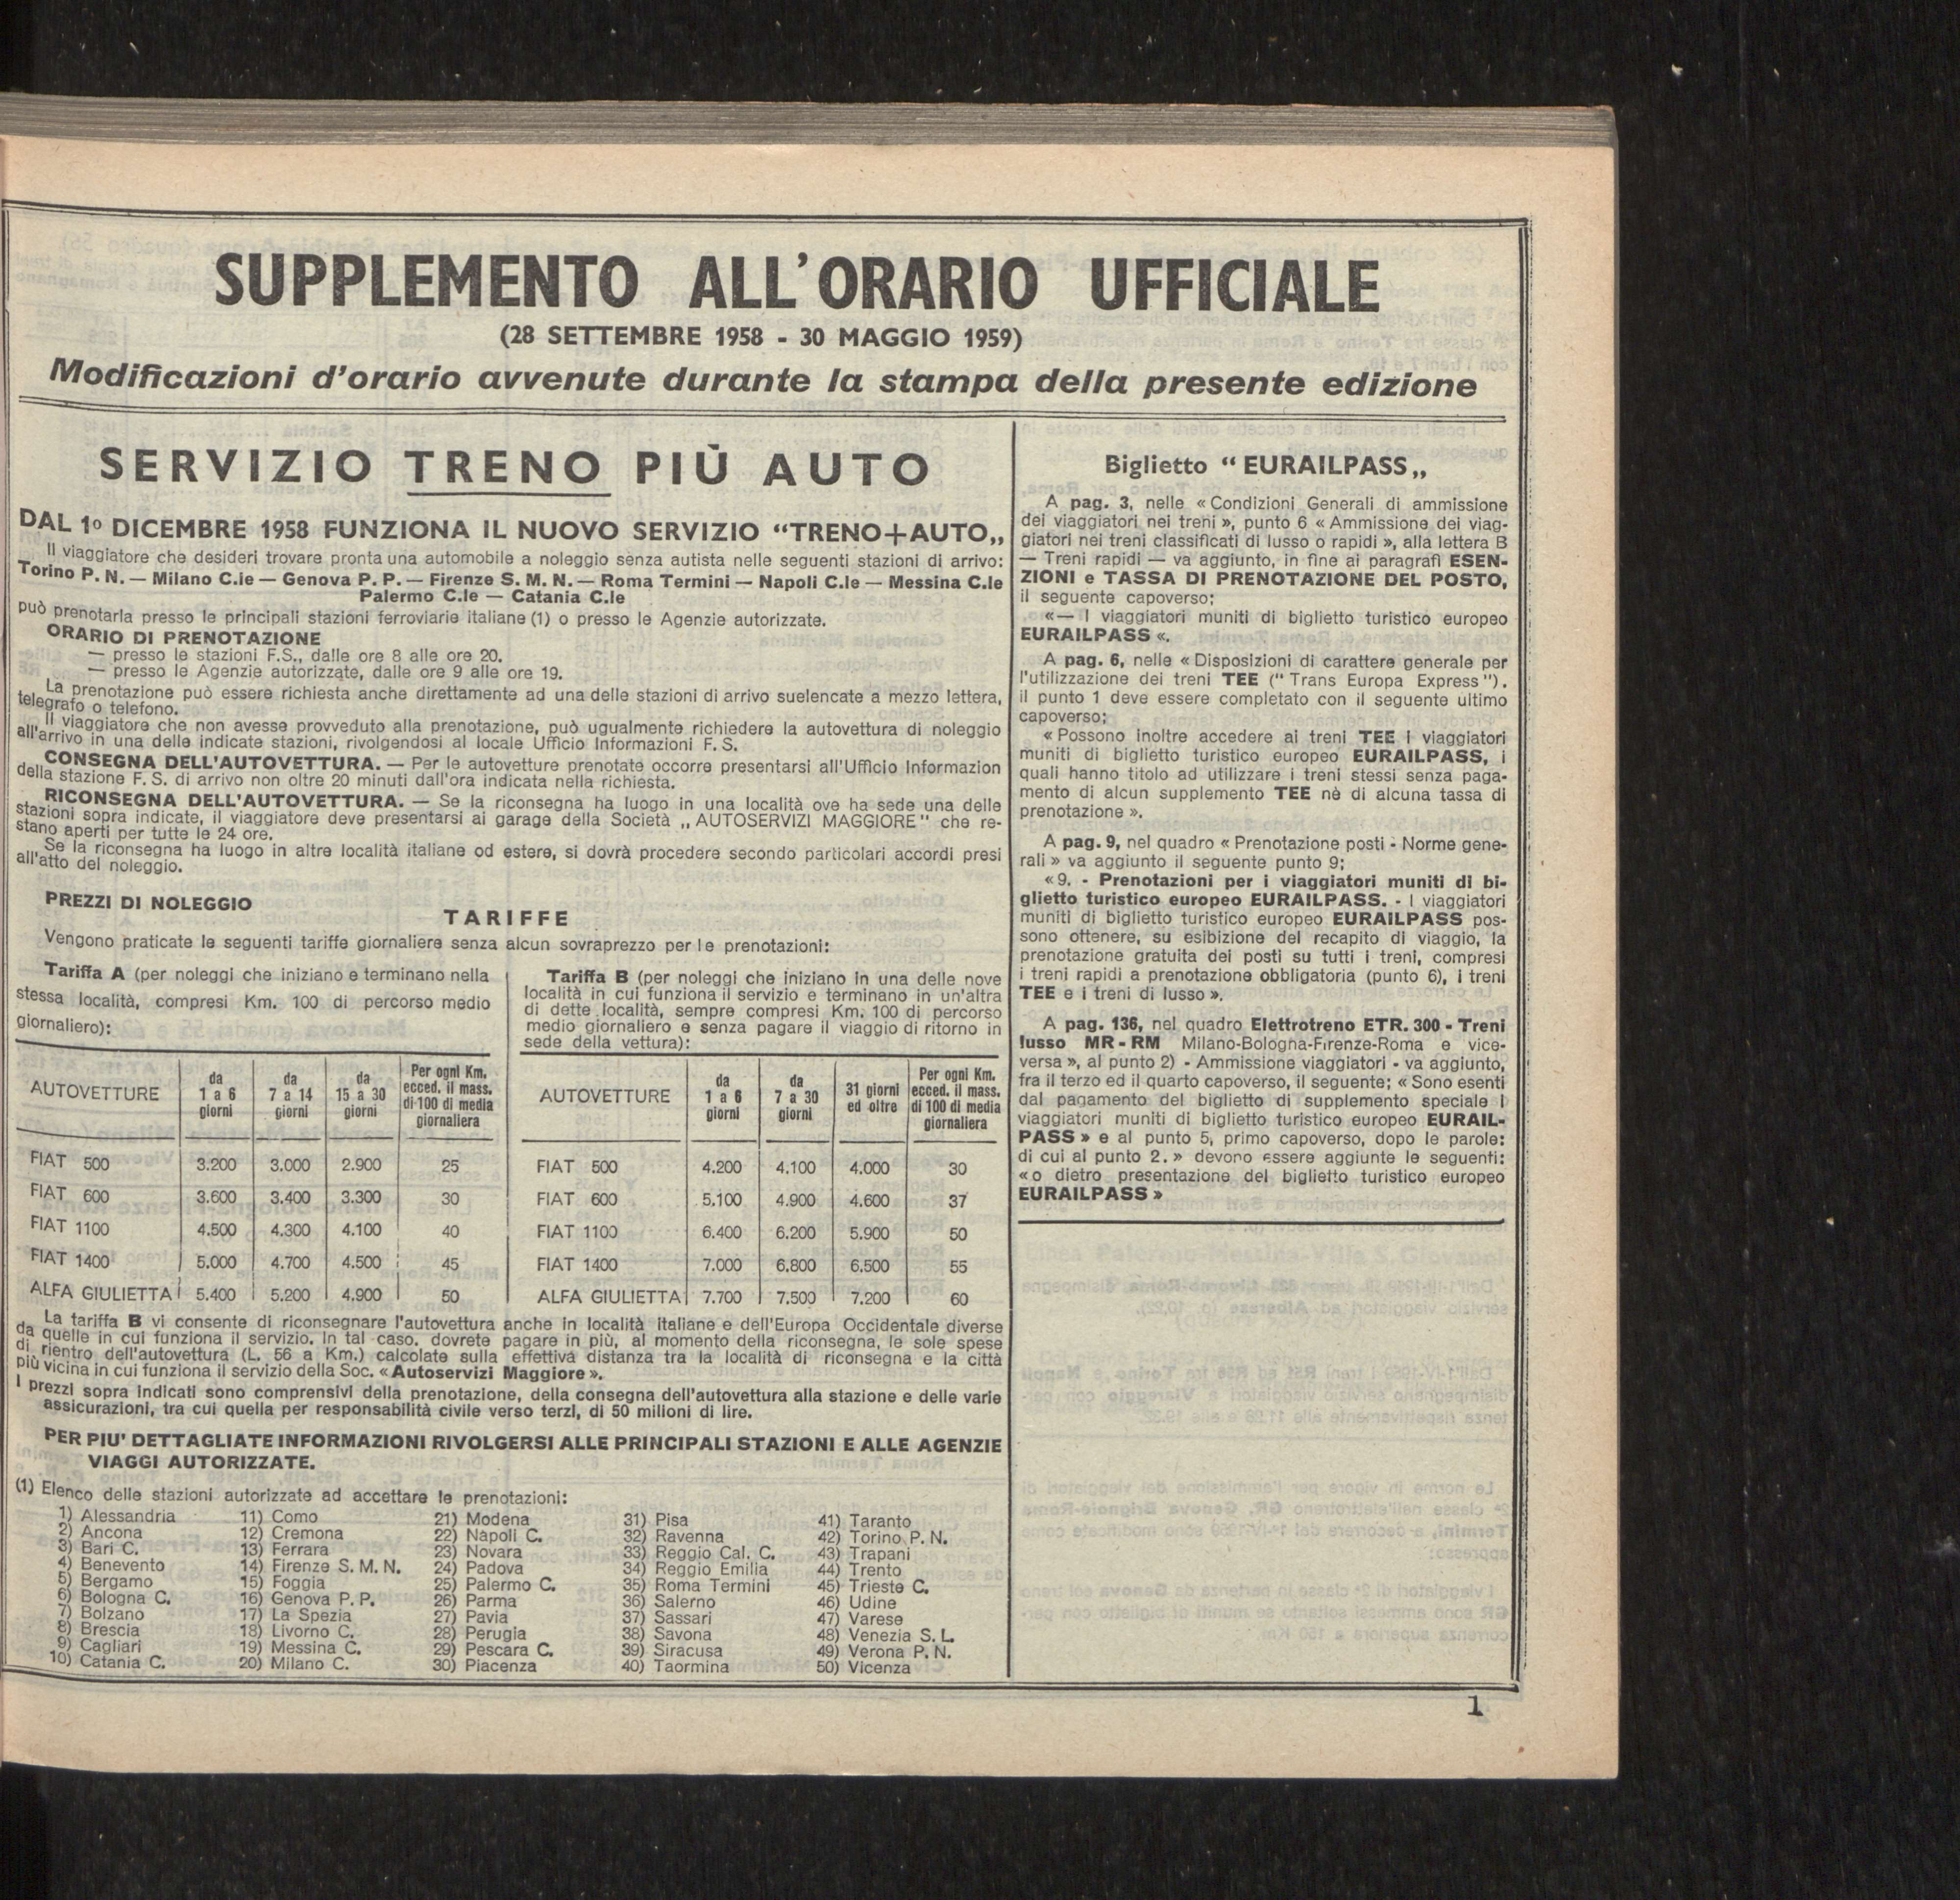 SUPPLEMENTO ALL'ORARIO UFFICIALE
(28 SETTEMBRE 1958 - 30 MAGGIO 1959)
Modificazioni d'orario avvenute durante la stampa della presente edizione
SERVIZIO TRENO PIÙ AUTO
DAL 1º DICEMBRE 1958 FUNZIONA IL NUOVO SERVIZIO “TRENO+AUTO„
Il viaggiatore che desideri trovare pronta una automobile a noleggio senza autista nelle seguenti stazioni di arrivo:
Torino P. N. — Milano C.le — Genova P. P. — Firenze S. M. N. — Roma Termini — Napoli C.le — Messina C.le
Palermo C.le — Catania C.le
può prenotarla presso le principali stazioni ferroviarie italiane (1) o presso le Agenzie autorizzate.
ORARIO DI PRENOTAZIONE
— presso le stazioni F.S., dalle ore 8 alle ore 20.
— presso le Agenzie autorizzate, dalle ore 9 alle ore 19.
La prenotazione può essere richiesta anche direttamente ad una delle stazioni di arrivo suelencate a mezzo lettera,
telegrafo o telefono.
Il viaggiatore che non avesse provveduto alla prenotazione, può ugualmente richiedere la autovettura di noleggio
all'arrivo in una delle indicate stazioni, rivolgendosi al locale Ufficio Informazioni F. S.
CONSEGNA DELL'AUTOVETTURA. — Per le autovetture prenotate occorre presentarsi all'Ufficio Informazion
della stazione F. S. di arrivo non oltre 20 minuti dall'ora indicata nella richiesta.
RICONSEGNA DELL'AUTOVETTURA. — Se la riconsegna ha luogo in una località ove ha sede una delle
stazioni sopra indicate, il viaggiatore deve presentarsi ai garage della Società „ AUTOSERVIZI MAGGIORE" che re-
stano aperti per tutte le 24 ore.
Se la riconsegna ha luogo in altre località italiane od estere, si dovrà procedere secondo particolari accordi presi
all'atto del noleggio.
PREZZI DI NOLEGGIO
TARIFFE
Vengono praticate le seguenti tariffe giornaliere senza alcun sovraprezzo per le prenotazioni:
Tariffa A (per noleggi che iniziano e terminano nella
stessa località, compresi Km. 100 di percorso medio
giornaliero):
AUTOVETTURE | da 1 a 6 giorni | da 7 a 14 giorni | da 15 a 30 giorni | Per ogni Km. ecced. il mass. di 100 di media giornaliera
FIAT 500 3.200 3.000 2.900 25
FIAT 600 3.600 3.400 3.300 30
FIAT 1100 4.500 4.300 4.100 40
FIAT 1400 5.000 4.700 4.500 45
ALFA GIULIETTA 5.400 5.200 4.900 50
Tariffa B (per noleggi che iniziano in una delle nove
località in cui funziona il servizio e terminano in un'altra
di dette località, sempre compresi Km. 100 di percorso
medio giornaliero e senza pagare il viaggio di ritorno in
sede della vettura):
AUTOVETTURE | da 1 a 6 giorni | da 7 a 30 giorni | 31 giorni ed oltre | Per ogni Km. ecced. il mass. di 100 di media giornaliera
FIAT 500 4.200 4.100 4.000 30
FIAT 600 5.100 4.900 4.600 37
FIAT 1100 6.400 6.200 5.900 50
FIAT 1400 7.000 6.800 6.500 55
ALFA GIULIETTA 7.700 7.500 7.200 60
La tariffa B vi consente di riconsegnare l'autovettura anche in località italiane e dell'Europa Occidentale diverse
da quelle in cui funziona il servizio. In tal caso, dovrete pagare in più, al momento della riconsegna, le sole spese
di rientro dell'autovettura (L. 56 a Km.) calcolate sulla effettiva distanza tra la località di riconsegna e la città
più vicina in cui funziona il servizio della Soc. «Autoservizi Maggiore».
I prezzi sopra indicati sono comprensivi della prenotazione, della consegna dell'autovettura alla stazione e delle varie
assicurazioni, tra cui quella per responsabilità civile verso terzi, di 50 milioni di lire.
PER PIU' DETTAGLIATE INFORMAZIONI RIVOLGERSI ALLE PRINCIPALI STAZIONI E ALLE AGENZIE
VIAGGI AUTORIZZATE.
(1) Elenco delle stazioni autorizzate ad accettare le prenotazioni:
1) Alessandria
2) Ancona
3) Bari C.
4) Benevento
5) Bergamo
6) Bologna C.
7) Bolzano
8) Brescia
9) Cagliari
10) Catania C.
11) Como
12) Cremona
13) Ferrara
14) Firenze S. M. N.
15) Foggia
16) Genova P. P.
17) La Spezia
18) Livorno C.
19) Messina C.
20) Milano C.
21) Modena
22) Napoli C.
23) Novara
24) Padova
25) Palermo C.
26) Parma
27) Pavia
28) Perugia
29) Pescara C.
30) Piacenza
31) Pisa
32) Ravenna
33) Reggio Cal. C.
34) Reggio Emilia
35) Roma Termini
36) Salerno
37) Sassari
38) Savona
39) Siracusa
40) Taormina
41) Taranto
42) Torino P. N.
43) Trapani
44) Trento
45) Trieste C.
46) Udine
47) Varese
48) Venezia S. L.
49) Verona P. N.
50) Vicenza
Biglietto “EURAILPASS„
A pag. 3, nelle «Condizioni Generali di ammissione
dei viaggiatori nei treni», punto 6 «Ammissione dei viag-
giatori nei treni classificati di lusso o rapidi», alla lettera B
— Treni rapidi — va aggiunto, in fine ai paragrafi ESEN-
ZIONI e TASSA DI PRENOTAZIONE DEL POSTO,
il seguente capoverso;
«— I viaggiatori muniti di biglietto turistico europeo
EURAILPASS «.
A pag. 6, nelle «Disposizioni di carattere generale per
l'utilizzazione dei treni TEE (“Trans Europa Express”).
il punto 1 deve essere completato con il seguente ultimo
capoverso;
«Possono inoltre accedere ai treni TEE i viaggiatori
muniti di biglietto turistico europeo EURAILPASS, i
quali hanno titolo ad utilizzare i treni stessi senza paga-
mento di alcun supplemento TEE nè di alcuna tassa di
prenotazione».
A pag. 9, nel quadro «Prenotazione posti - Norme gene-
rali» va aggiunto il seguente punto 9;
«9. - Prenotazioni per i viaggiatori muniti di bi-
glietto turistico europeo EURAILPASS. - I viaggiatori
muniti di biglietto turistico europeo EURAILPASS pos-
sono ottenere, su esibizione del recapito di viaggio, la
prenotazione gratuita dei posti su tutti i treni, compresi
i treni rapidi a prenotazione obbligatoria (punto 6), i treni
TEE e i treni di lusso».
A pag. 136, nel quadro Elettrotreno ETR. 300 - Treni
lusso MR - RM Milano-Bologna-Firenze-Roma e vice-
versa», al punto 2) - Ammissione viaggiatori - va aggiunto,
fra il terzo ed il quarto capoverso, il seguente; «Sono esenti
dal pagamento del biglietto di supplemento speciale i
viaggiatori muniti di biglietto turistico europeo EURAIL-
PASS» e al punto 5, primo capoverso, dopo le parole:
di cui al punto 2.» devono essere aggiunte le seguenti:
«o dietro presentazione del biglietto turistico europeo
EURAILPASS»
1